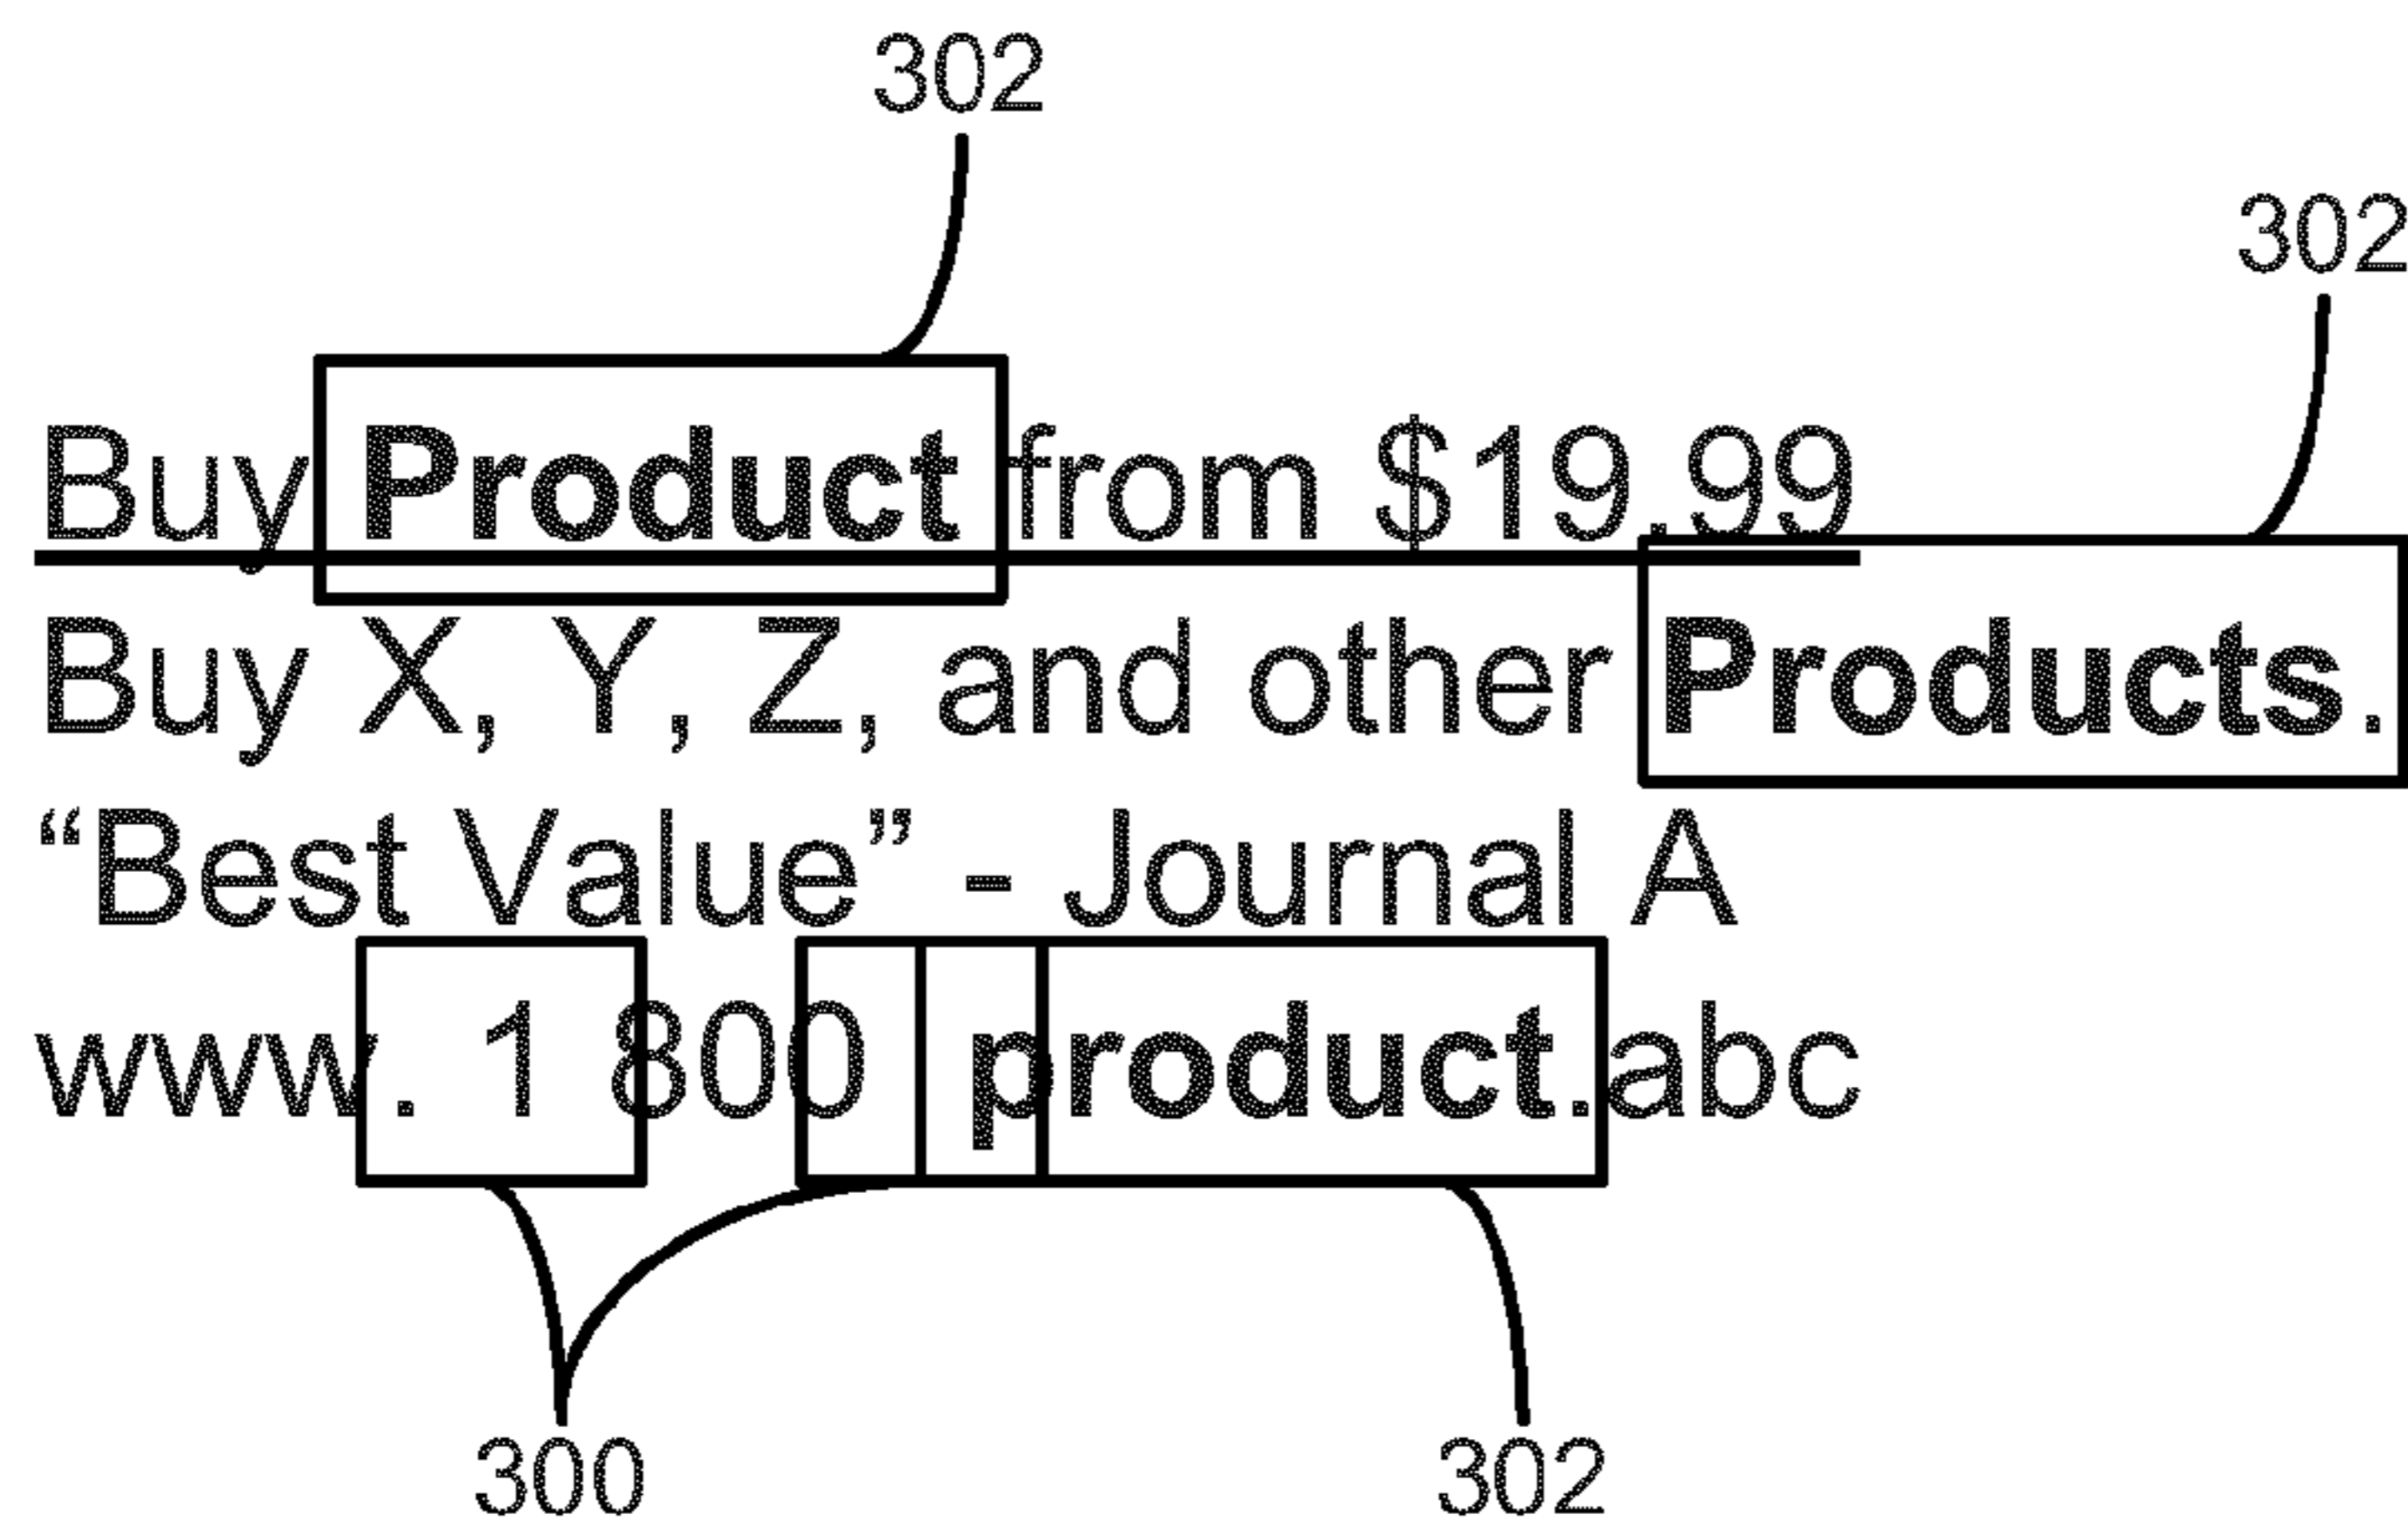 302
302
Buy Product from $19.99
Buy X, Y, Z, and other Products.
“Best Value” - Journal A
www. 1 800 product.abc
300 302